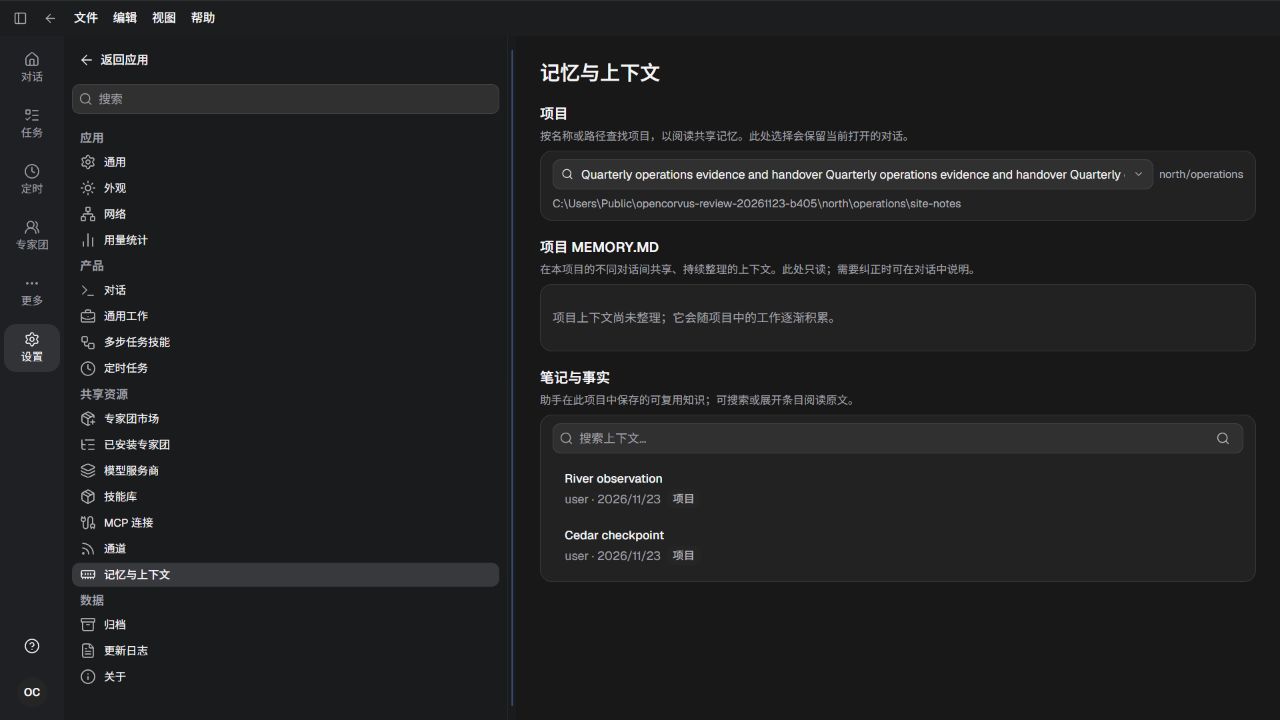 文件 编辑 视图 帮助
对话
任务
定时
专家团
更多
设置
OC
返回应用
搜索
应用
通用
外观
网络
用量统计
产品
对话
通用工作
多步任务技能
定时任务
共享资源
专家团市场
已安装专家团
模型服务商
技能库
MCP 连接
通道
记忆与上下文
数据
归档
更新日志
关于
记忆与上下文
项目
按名称或路径查找项目，以阅读共享记忆。此处选择会保留当前打开的对话。
Quarterly operations evidence and handover Quarterly operations evidence and handover Quarterly north/operations
C:\Users\Public\opencorvus-review-20261123-b405\north\operations\site-notes
项目 MEMORY.MD
在本项目的不同对话间共享、持续整理的上下文。此处只读；需要纠正时可在对话中说明。
项目上下文尚未整理；它会随项目中的工作逐渐积累。
笔记与事实
助手在此项目中保存的可复用知识；可搜索或展开条目阅读原文。
搜索上下文...
River observation
user · 2026/11/23 项目
Cedar checkpoint
user · 2026/11/23 项目